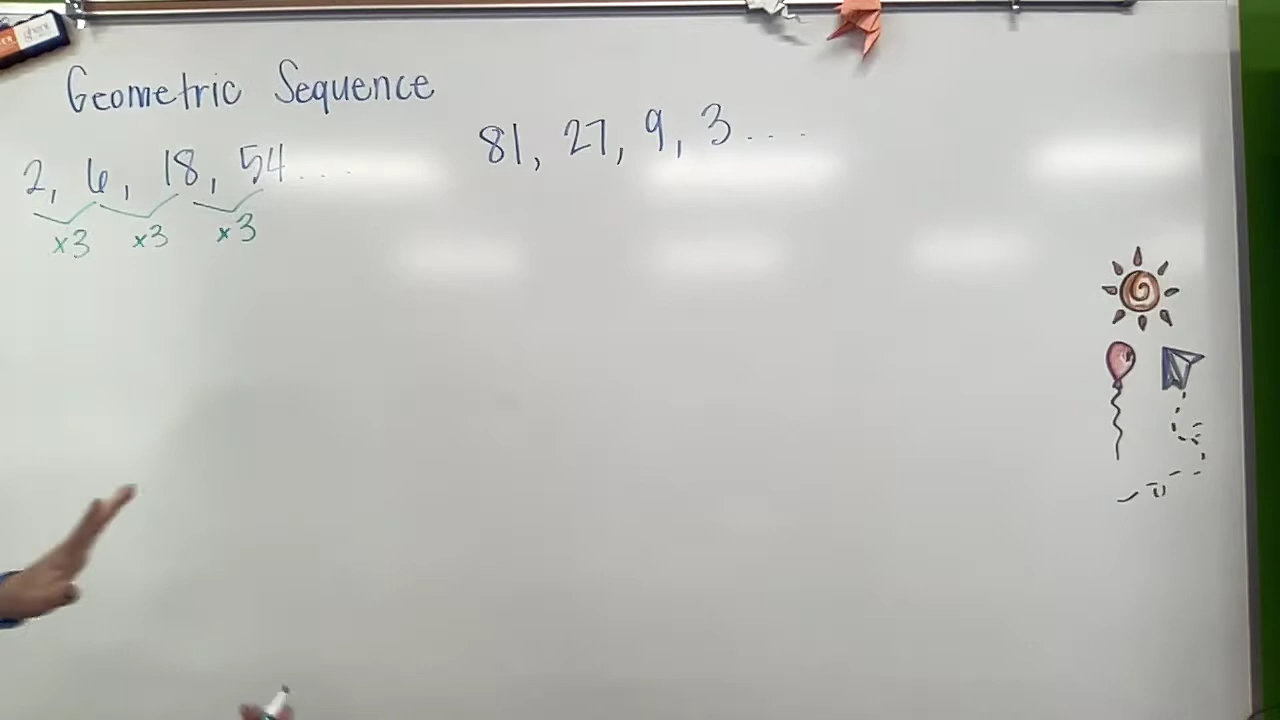 Geometric Sequence
2, 6, 18, 54...
x3 x3 x3
81, 27, 9, 3...